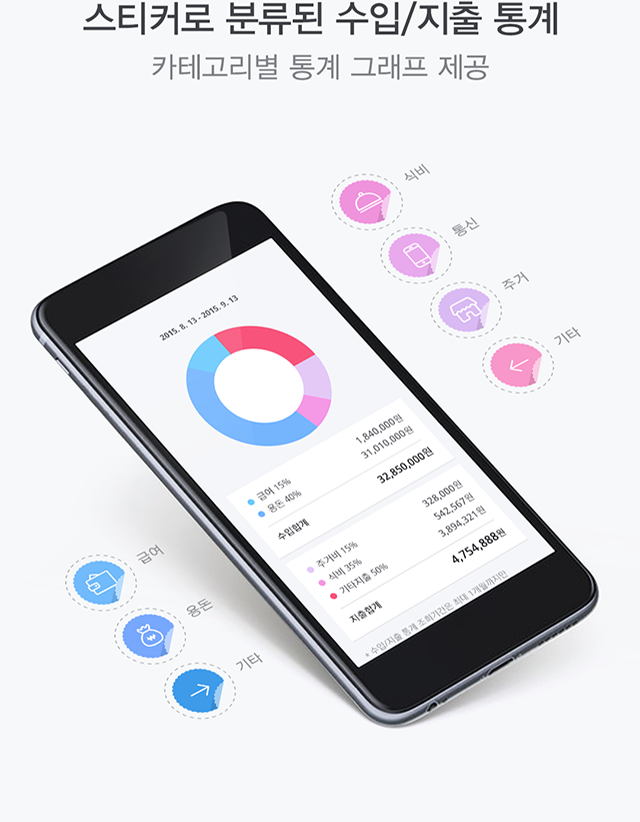 스티커로 분류된 수입/지출 통계
카테고리별 통계 그래프 제공
식비
통신
주거
기타
2015. 8. 13 - 2015. 9. 13
급여 15% 1,840,000원
용돈 40% 31,010,000원
수입합계 32,850,000원
주거비 15% 328,000원
식비 35% 542,567원
기타지출 50% 3,894,321원
지출합계 4,754,888원
* 수입/지출 통계 조회기간은 최대 1개월까지만
급여
용돈
기타